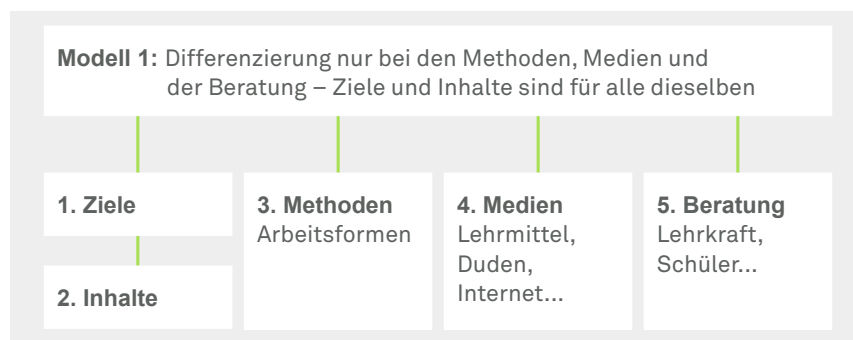 Modell 1: Differenzierung nur bei den Methoden, Medien und
der Beratung – Ziele und Inhalte sind für alle dieselben
1. Ziele
2. Inhalte
3. Methoden
Arbeitsformen
4. Medien
Lehrmittel,
Duden,
Internet...
5. Beratung
Lehrkraft,
Schüler...